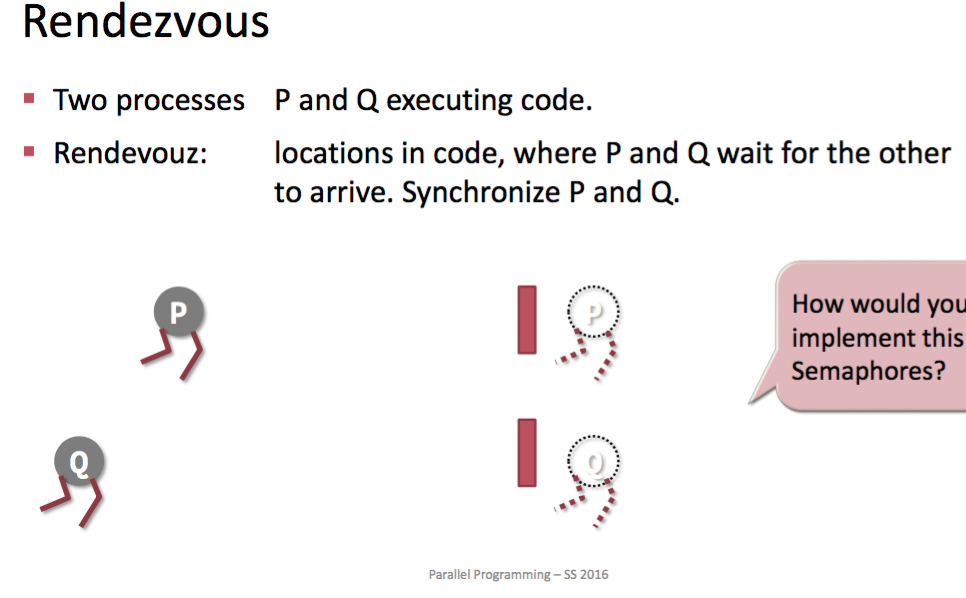 Rendezvous
Two processes P and Q executing code.
Rendevouz: locations in code, where P and Q wait for the other
to arrive. Synchronize P and Q.
P
P
How would you
implement this
Semaphores?
Q
Q
Parallel Programming – SS 2016